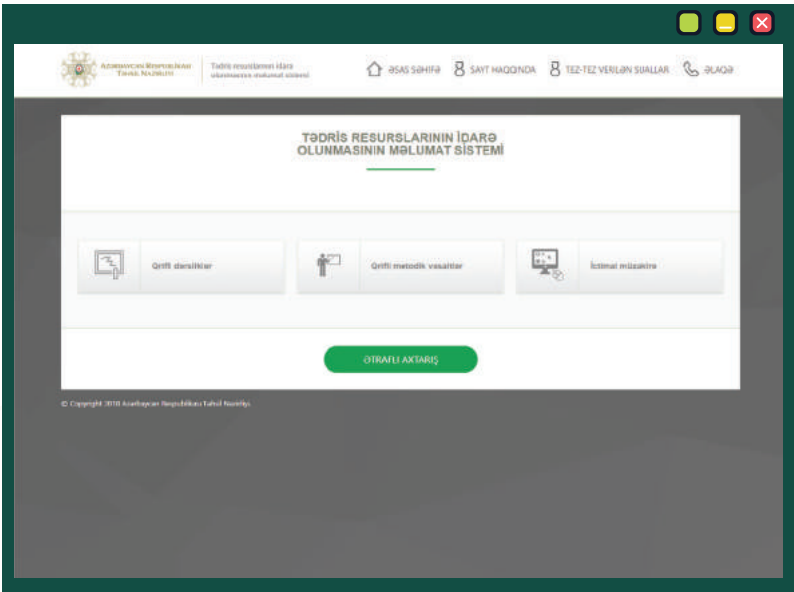 AZƏRBAYCAN RESPUBLİKASI
TƏHSİL NAZİRLİYİ
Tədris resurslarının idarə
olunmasının məlumat sistemi
ƏSAS SƏHİFƏ
SAYT HAQQINDA
TEZ-TEZ VERILƏN SUALLAR
ƏLAQƏ
TƏDRİS RESURSLARININ İDARƏ
OLUNMASININ MƏLUMAT SİSTEMİ
Qrifli dərsliklər
Qrifli metodik vəsaitlər
İctimai müzakirə
ƏTRAFLI AXTARIŞ
© Copyright 2018 Azərbaycan Respublikası Təhsil Nazirliyi.